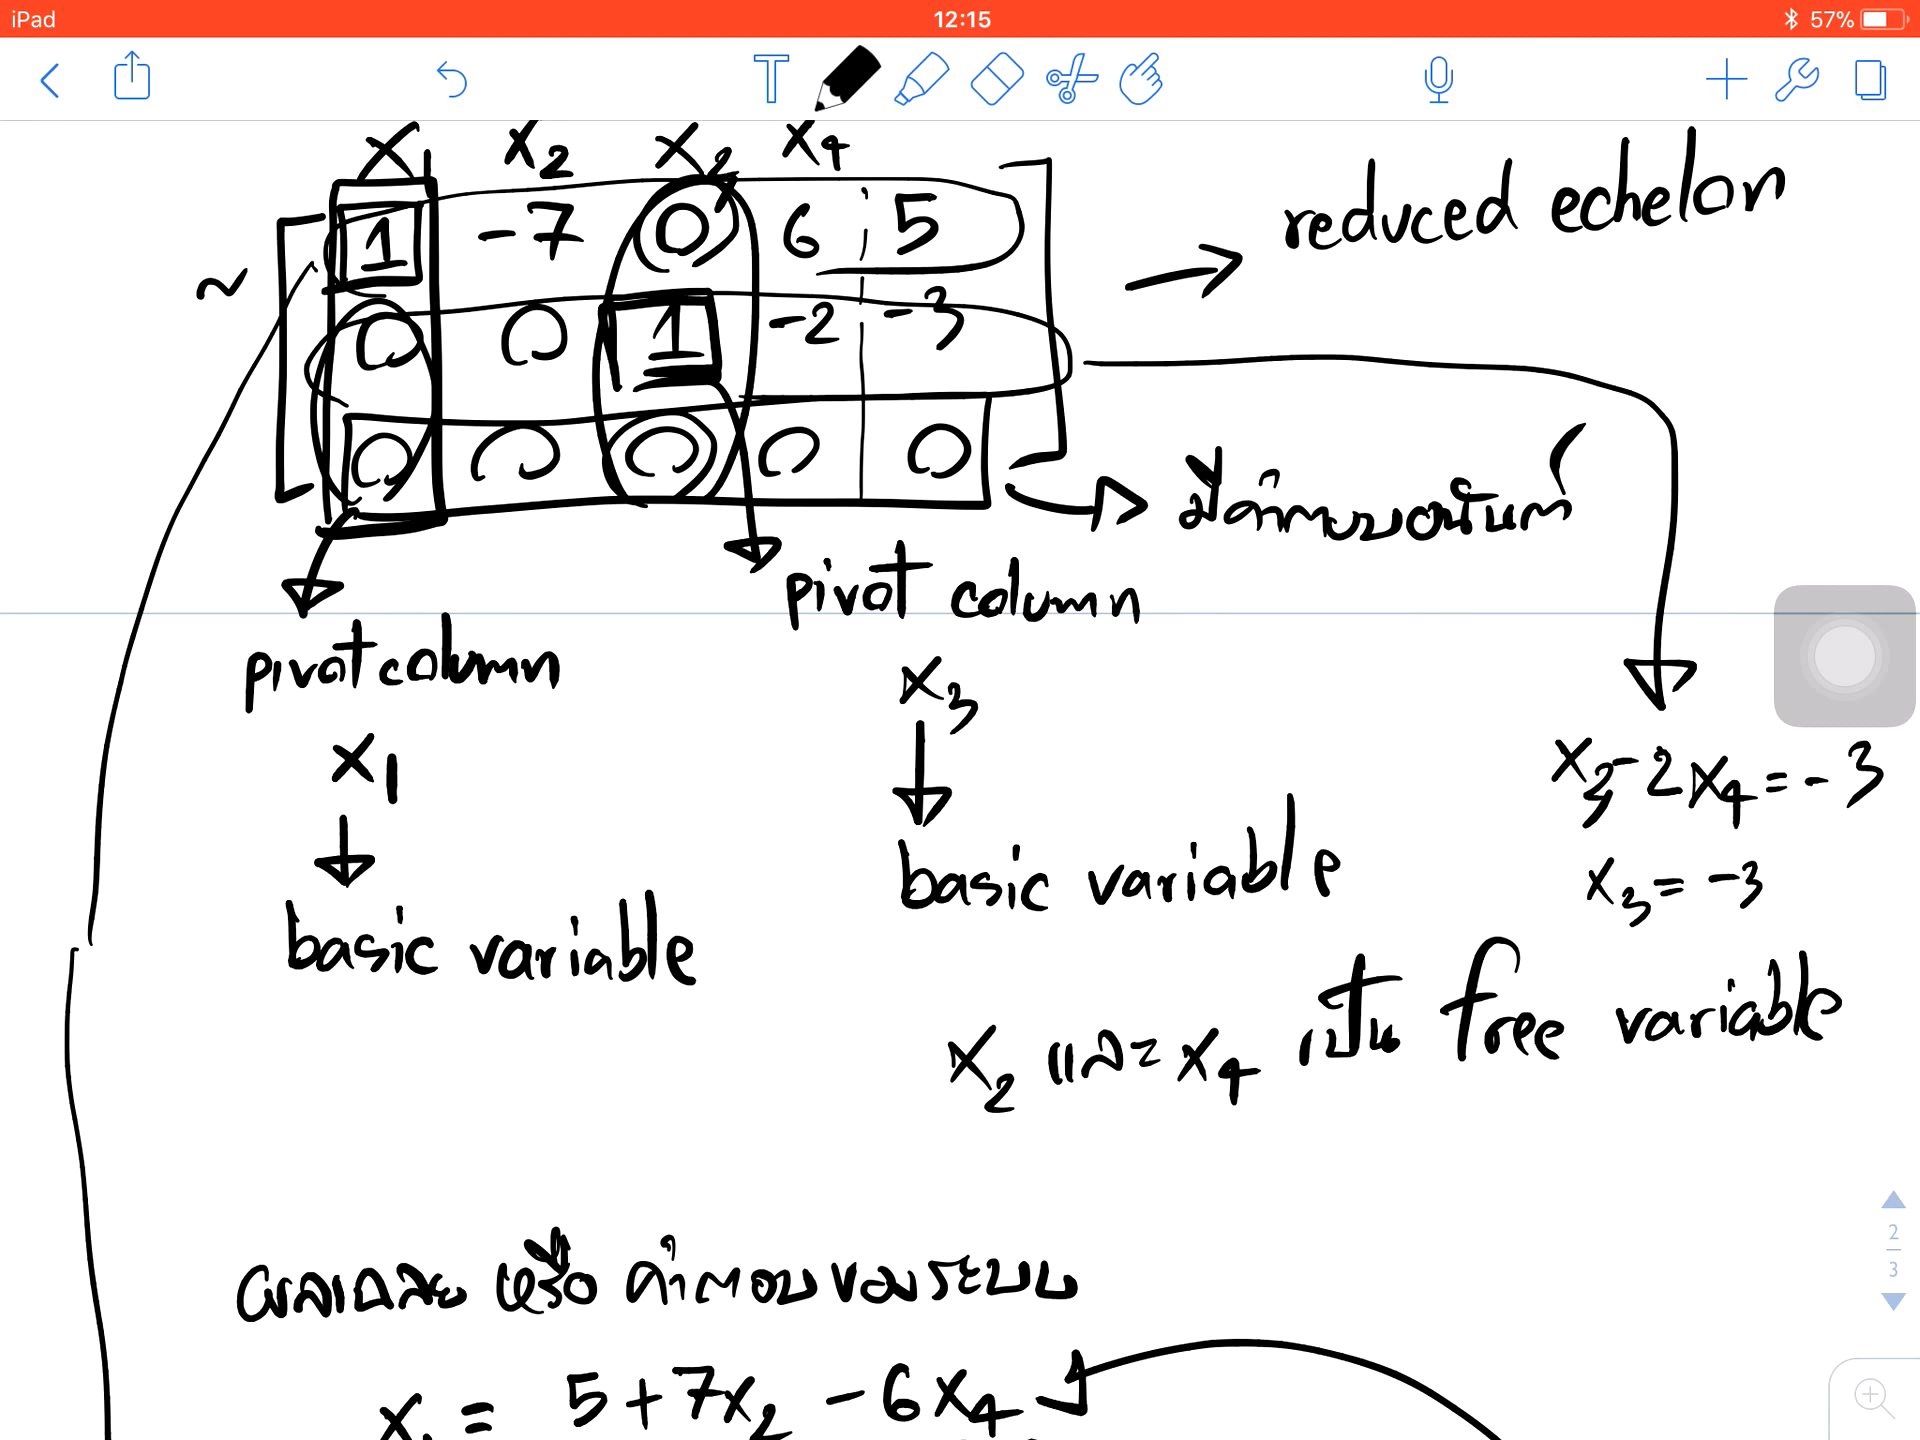 iPad 12:15 57%
x₁ x₂ x₃ x₄
~ 1 -7 0 6 5 → reduced echelon
0 0 1 -2 -3
0 0 0 0 0 → มีคำตอบอนันต์
pivot column
pivot column
x₃
x₁
x₃-2x₄=-3
basic variable
x₃=-3
basic variable
x₂ และ x₄ เป็น free variable
ผลเฉลย หรือ คำตอบของระบบ
x₁ = 5+7x₂ -6x₄
2
3